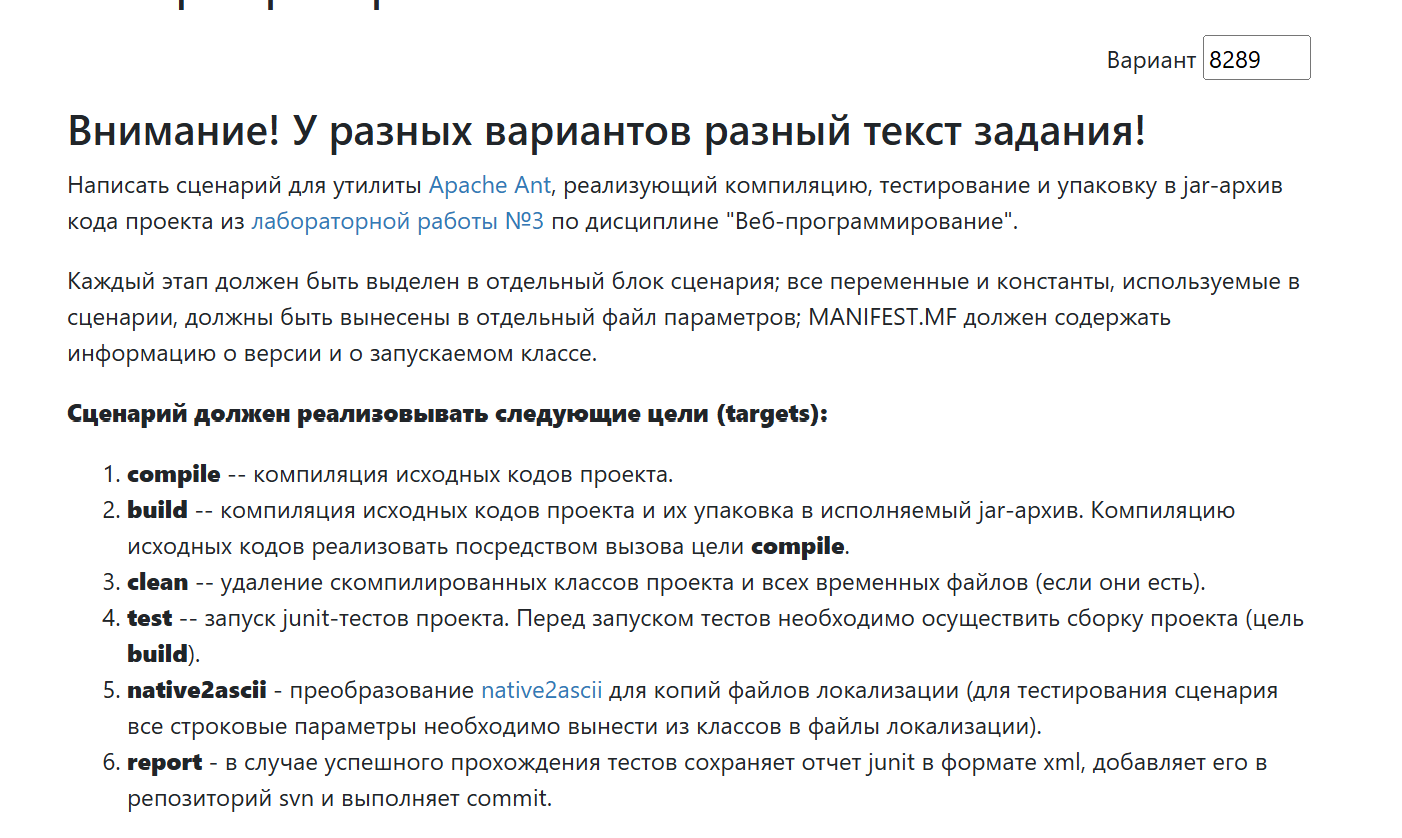 Вариант 8289
Внимание! У разных вариантов разный текст задания!
Написать сценарий для утилиты Apache Ant, реализующий компиляцию, тестирование и упаковку в jar-архив
кода проекта из лабораторной работы №3 по дисциплине "Веб-программирование".
Каждый этап должен быть выделен в отдельный блок сценария; все переменные и константы, используемые в
сценарии, должны быть вынесены в отдельный файл параметров; MANIFEST.MF должен содержать
информацию о версии и о запускаемом классе.
Сценарий должен реализовывать следующие цели (targets):
1. compile -- компиляция исходных кодов проекта.
2. build -- компиляция исходных кодов проекта и их упаковка в исполняемый jar-архив. Компиляцию
исходных кодов реализовать посредством вызова цели compile.
3. clean -- удаление скомпилированных классов проекта и всех временных файлов (если они есть).
4. test -- запуск junit-тестов проекта. Перед запуском тестов необходимо осуществить сборку проекта (цель
build).
5. native2ascii - преобразование native2ascii для копий файлов локализации (для тестирования сценария
все строковые параметры необходимо вынести из классов в файлы локализации).
6. report - в случае успешного прохождения тестов сохраняет отчет junit в формате xml, добавляет его в
репозиторий svn и выполняет commit.